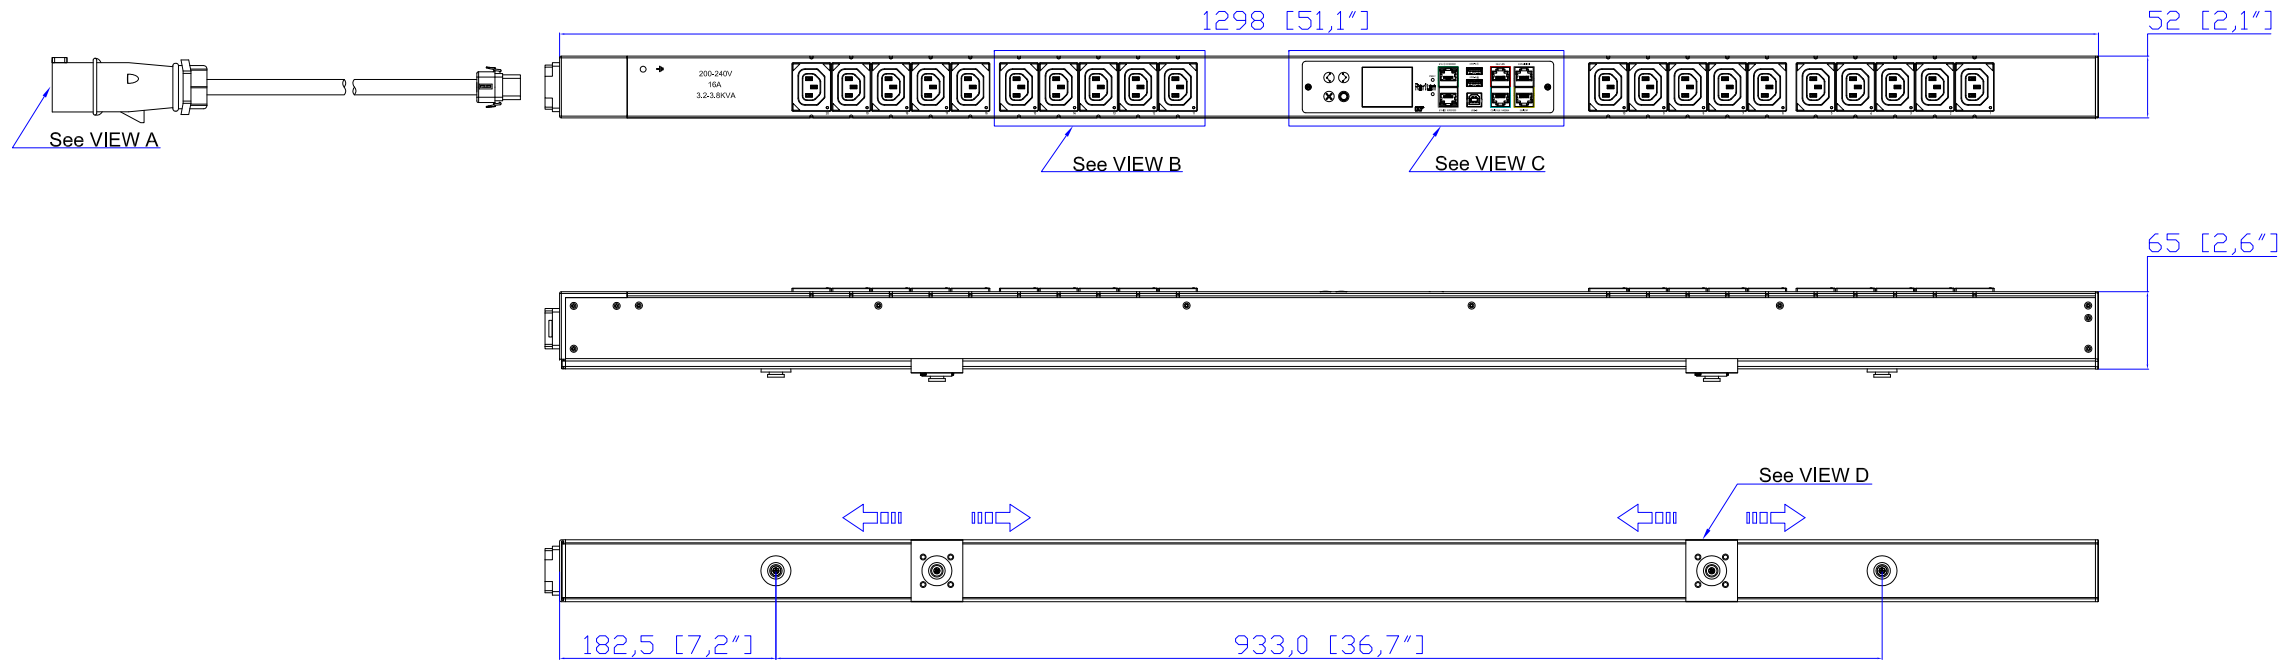 1298 [51,1"]
52 [2,1"]
200-240V
16A
3.2-3.8KVA
See VIEW A
See VIEW B
See VIEW C
65 [2,6"]
See VIEW D
182,5 [7,2"]
933,0 [36,7"]